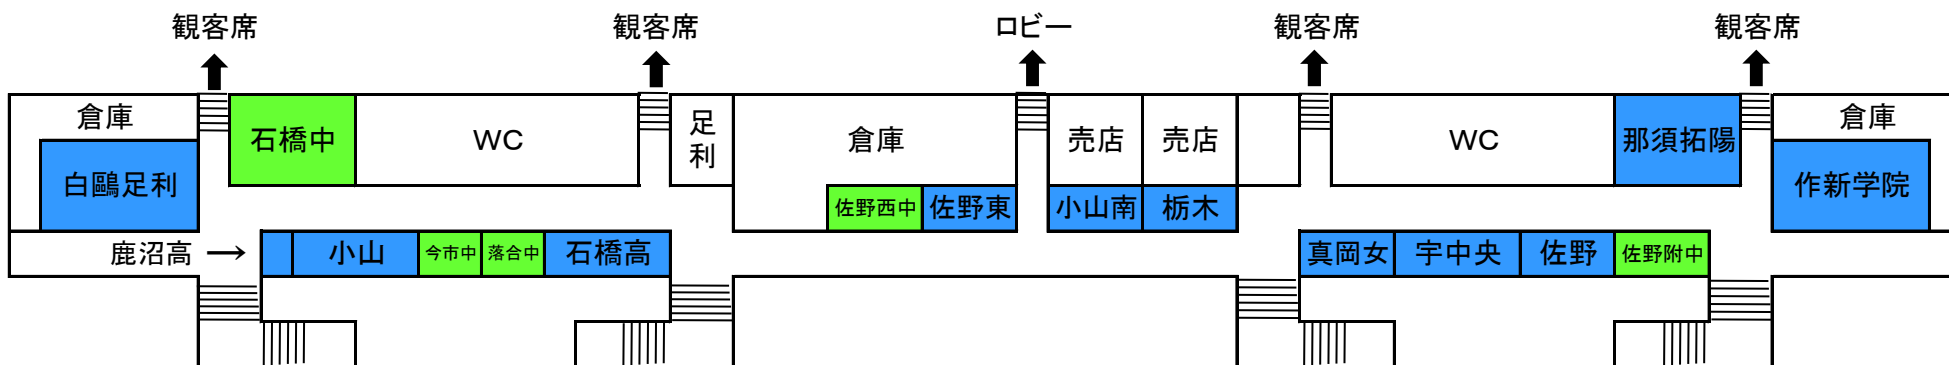 観客席
観客席
ロビー
観客席
観客席
倉庫
石橋中
WC
足利
倉庫
売店
売店
WC
那須拓陽
倉庫
白鷗足利
佐野西中
佐野東
小山南
栃木
作新学院
鹿沼高 →
小山
今市中
落合中
石橋高
真岡女
宇中央
佐野
佐野附中